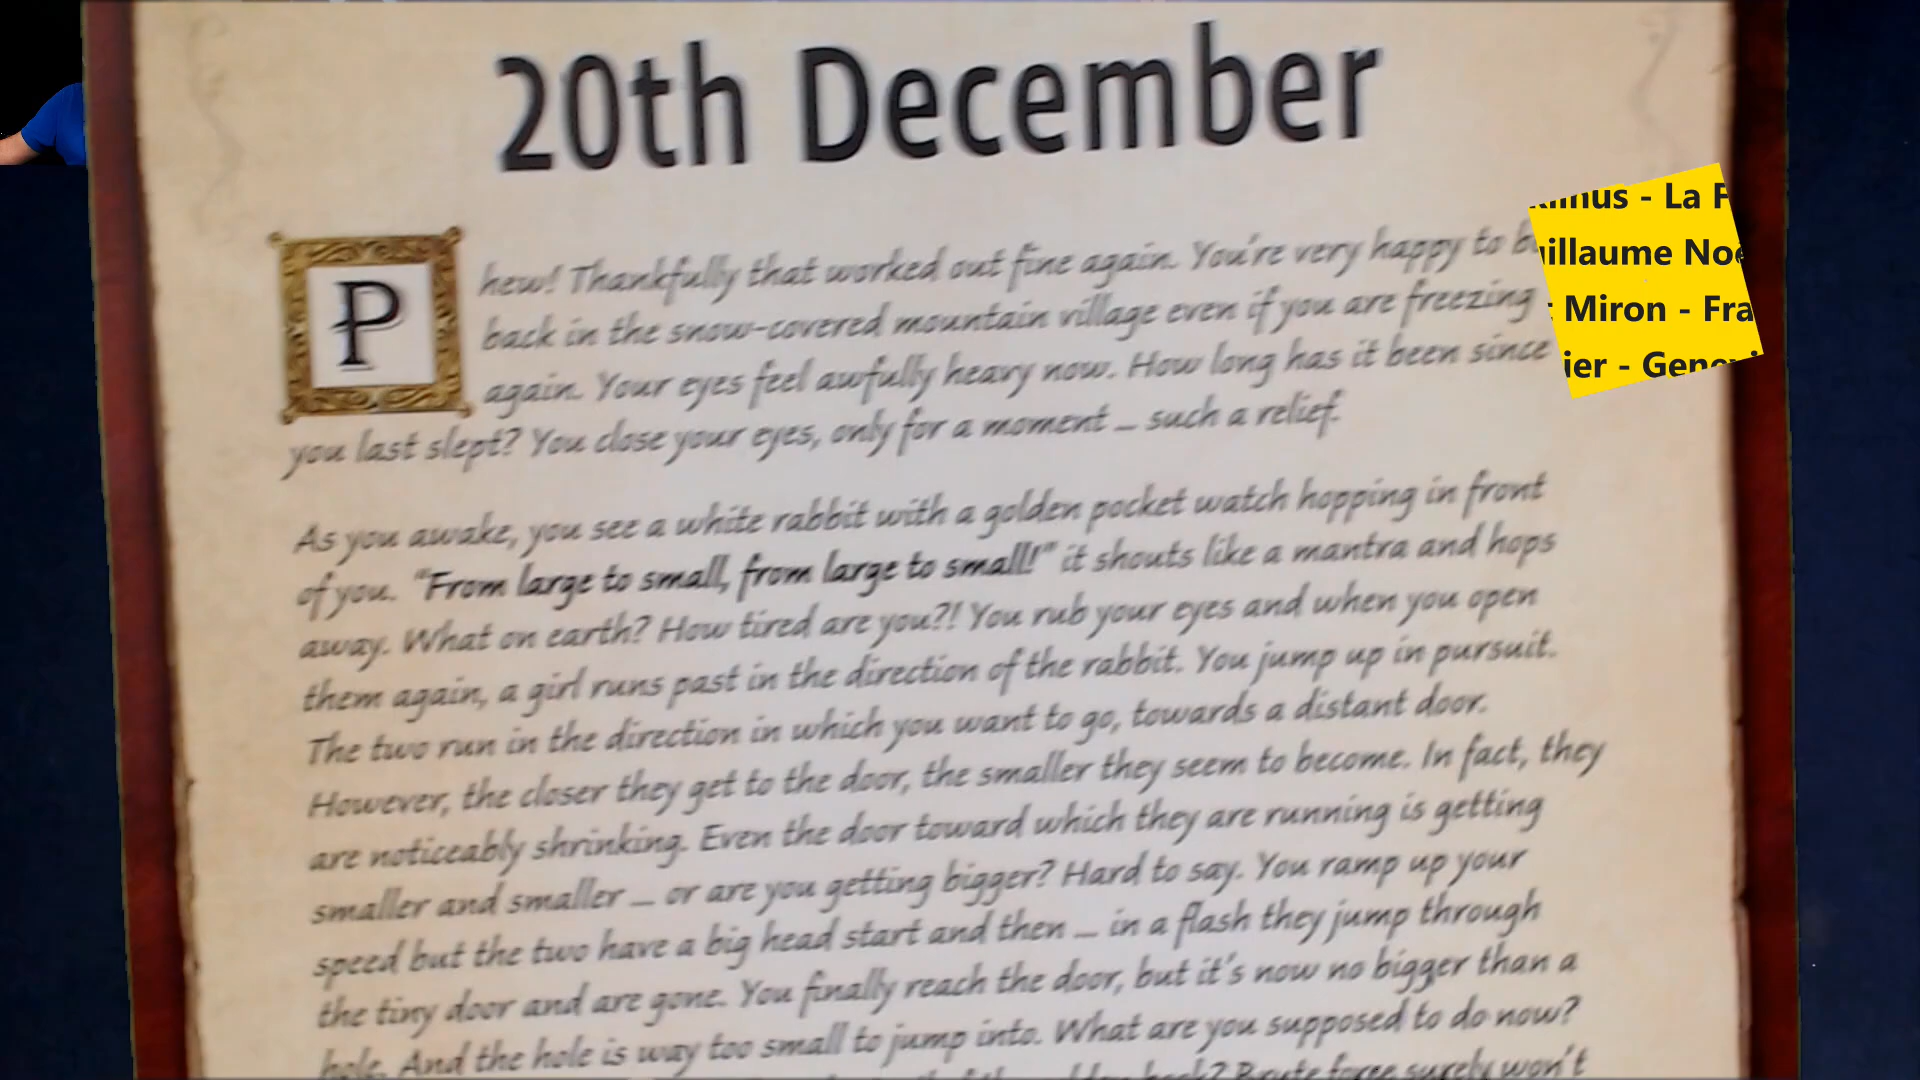 20th December
Phew! Thankfully that worked out fine again. You're very happy to b
back in the snow-covered mountain village even if you are freezing
again. Your eyes feel awfully heavy now. How long has it been since
you last slept? You close your eyes, only for a moment ... such a relief.
As you awake, you see a white rabbit with a golden pocket watch hopping in front
of you. "From large to small, from large to small!" it shouts like a mantra and hops
away. What on earth? How tired are you?! You rub your eyes and when you open
them again, a girl runs past in the direction of the rabbit. You jump up in pursuit.
The two run in the direction in which you want to go, towards a distant door.
However, the closer they get to the door, the smaller they seem to become. In fact, they
are noticeably shrinking. Even the door toward which they are running is getting
smaller and smaller ... or are you getting bigger? Hard to say. You ramp up your
speed but the two have a big head start and then ... in a flash they jump through
the tiny door and are gone. You finally reach the door, but it's now no bigger than a
hole. And the hole is way too small to jump into. What are you supposed to do now?
Brute force surely won't
- La F
illaume Noë
Miron - Fra
ier - Genevi